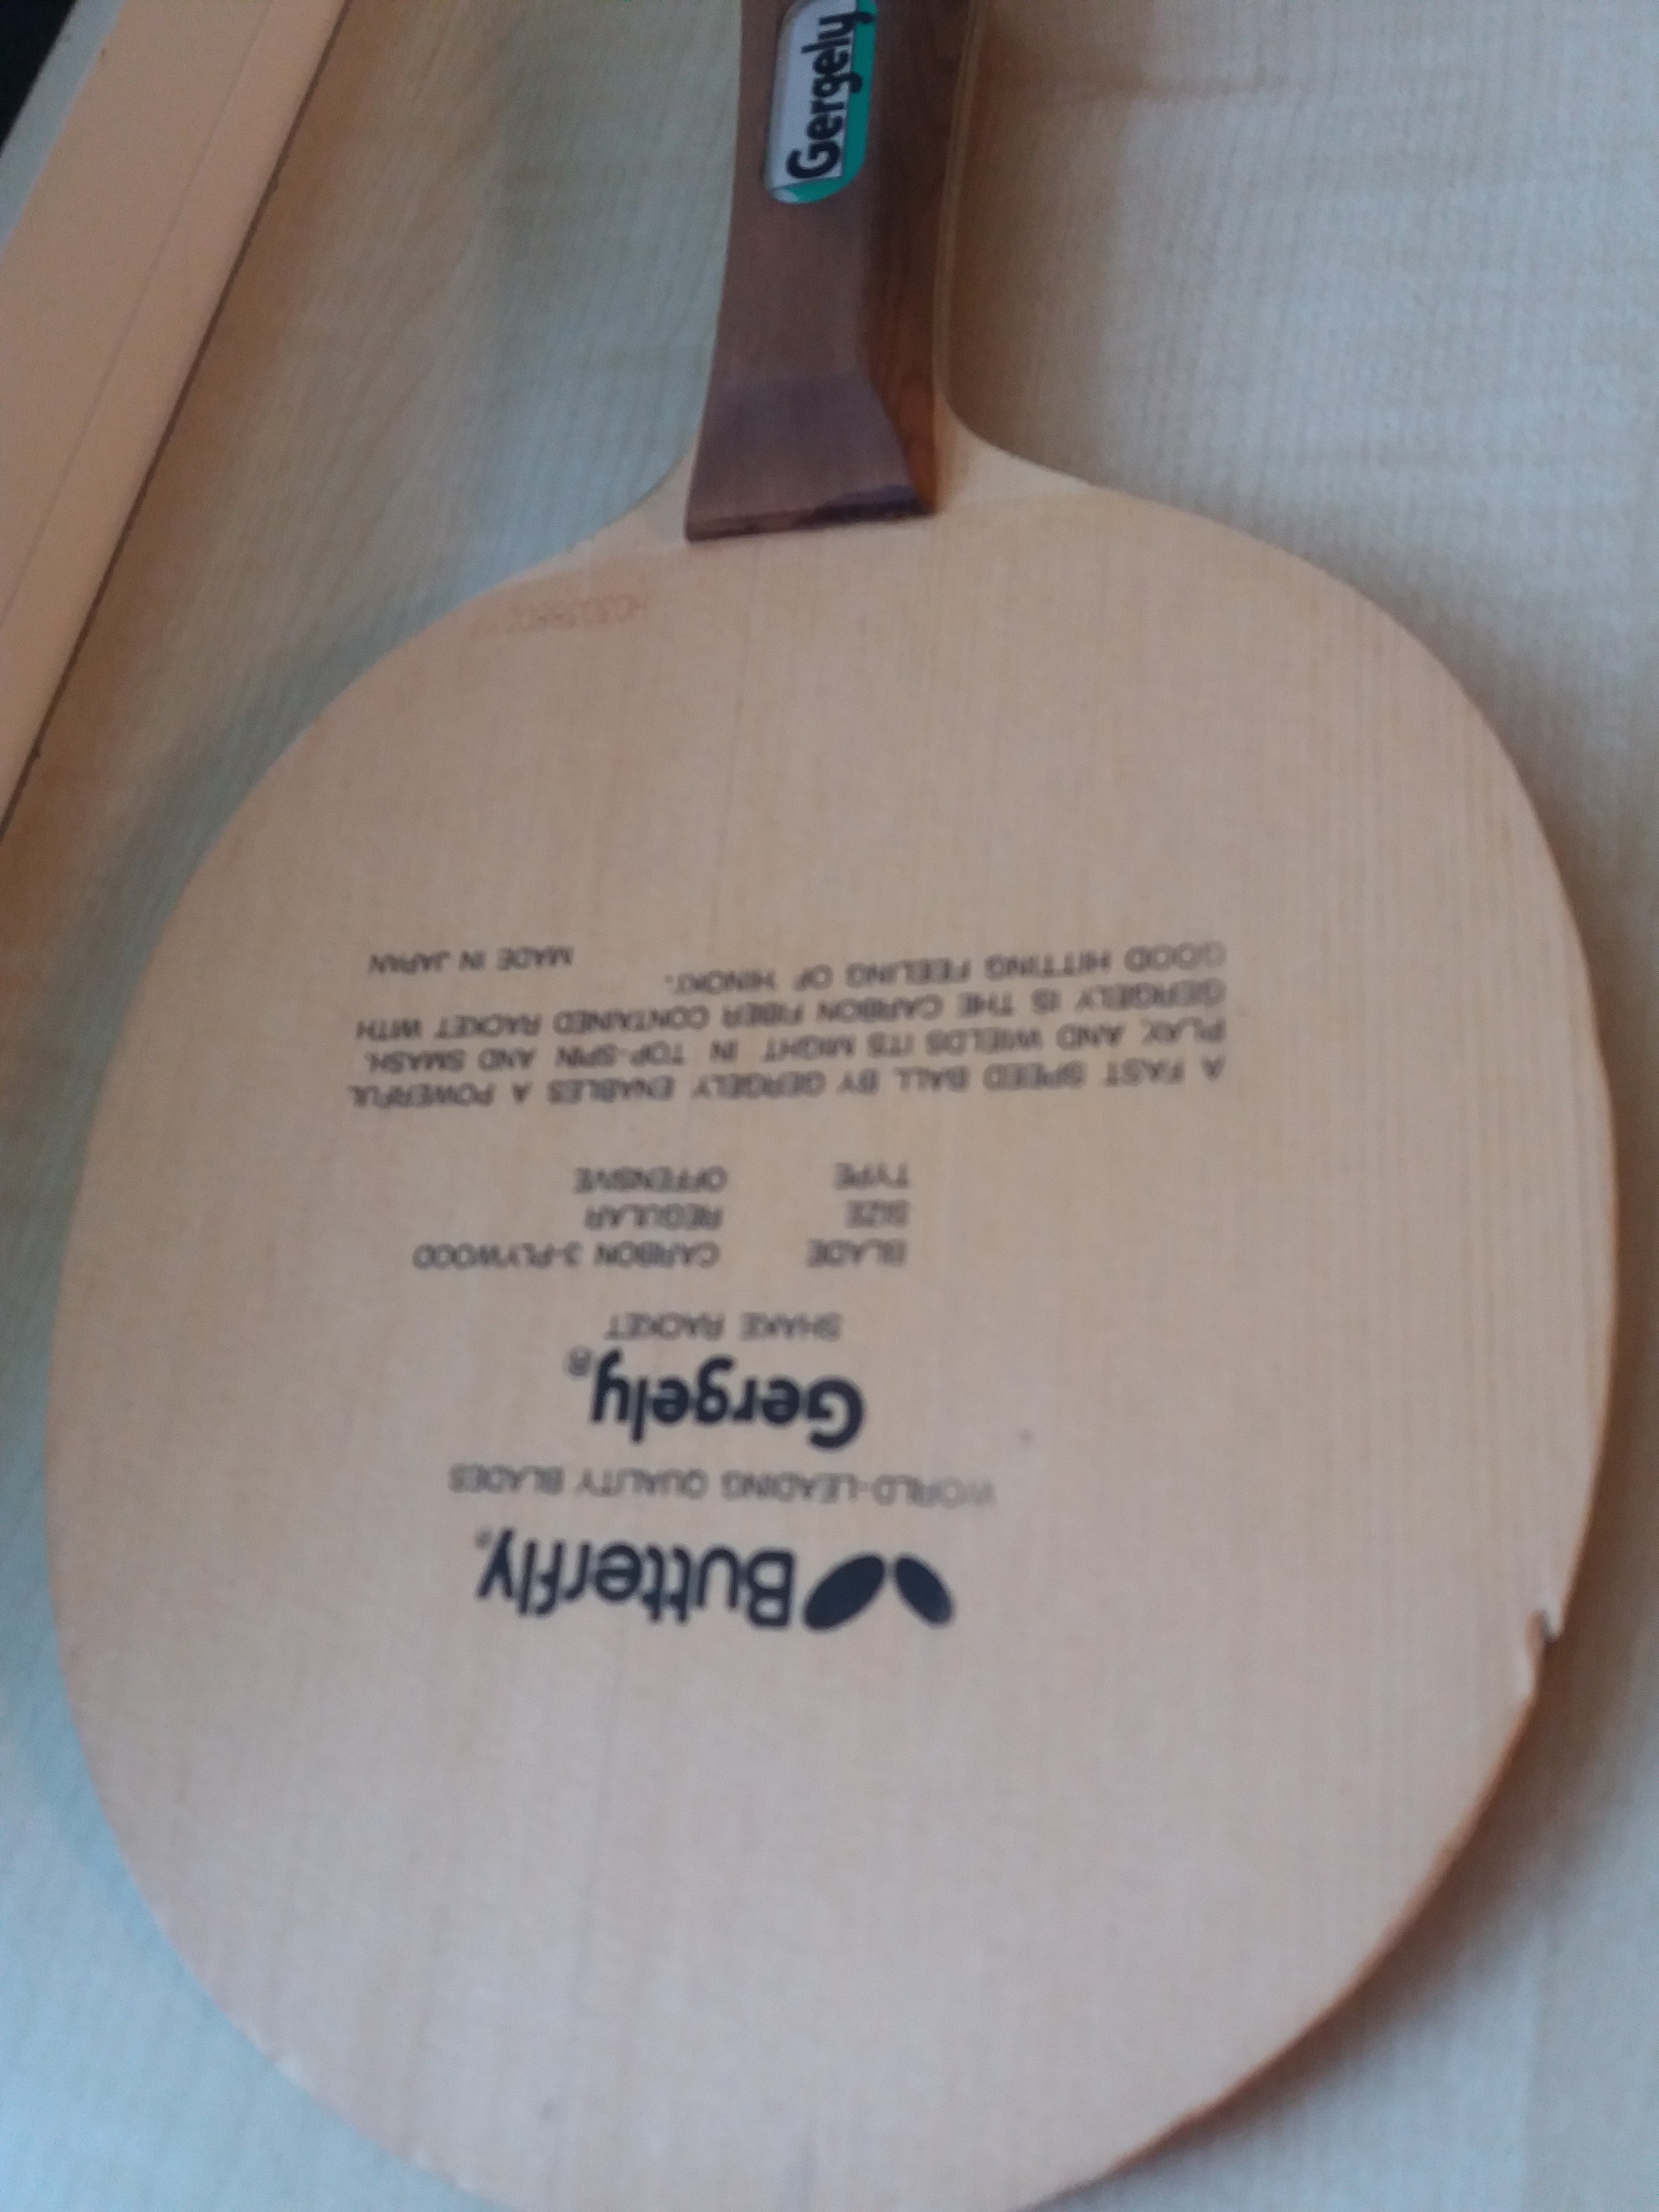 Butterfly®
WORLD-LEADING QUALITY BLADES
Gergely®
SHAKE RACKET
BLADE CARBON 3-PLYWOOD
SIZE REGULAR
TYPE OFFENSIVE
A FAST SPEED BALL BY GERGELY ENABLES A POWERFUL
PLAY, AND WIELDS ITS MIGHT IN TOP-SPIN AND SMASH.
GERGELY IS THE CARBON FIBER CONTAINED RACKET WITH
GOOD HITTING FEELING OF HINOKI.
MADE IN JAPAN
Gergely